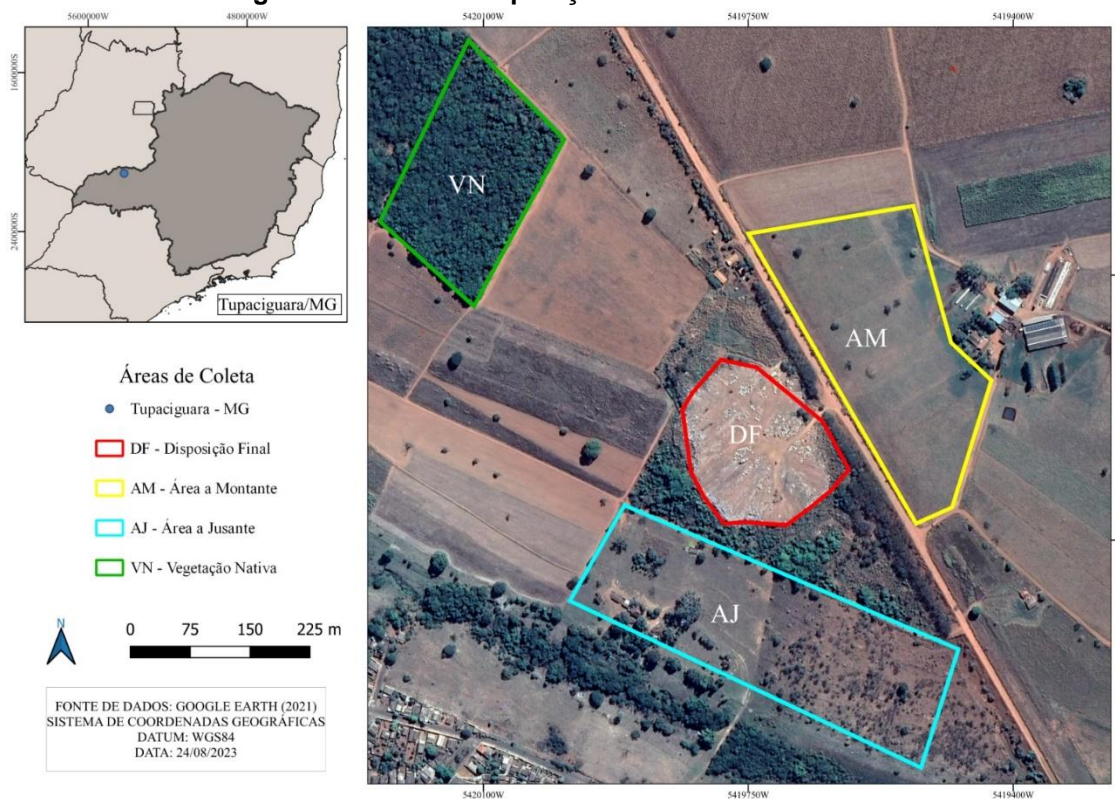 5600000W
4800000W
1600000S
2400000S
Tupaciguara/MG
5420100W
5419750W
5419400W
VN
AM
DF
AJ
5420100W
5419750W
5419400W
Áreas de Coleta
Tupaciguara - MG
DF - Disposição Final
AM - Área a Montante
AJ - Área a Jusante
VN - Vegetação Nativa
N
0 75 150 225 m
FONTE DE DADOS: GOOGLE EARTH (2021)
SISTEMA DE COORDENADAS GEOGRÁFICAS
DATUM: WGS84
DATA: 24/08/2023